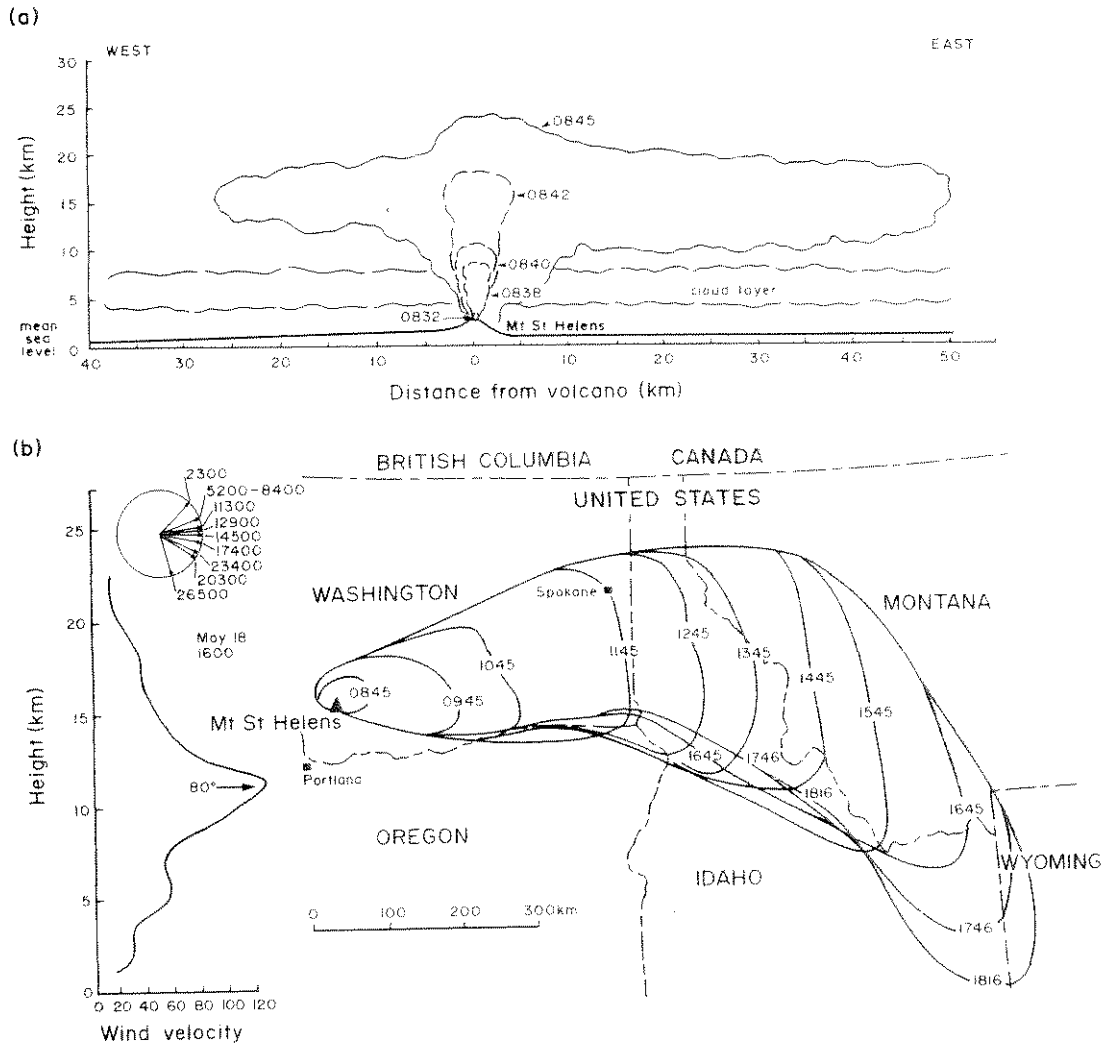 (a)
WEST
EAST
30
25
20
15
10
5
0
Height (km)
0845
0842
0840
0838
0832
cloud layer
Mt St Helens
mean
sea
level
40 30 20 10 0 10 20 30 40 50
Distance from volcano (km)
(b)
BRITISH COLUMBIA CANADA
UNITED STATES
2300
5200-8400
11300
12900
14500
17400
23400
20300
26500
25
20
15
10
5
0
Height (km)
May 18
1600
80°
0 20 40 60 80 100 120
Wind velocity
WASHINGTON
Spokane
MONTANA
0845
0945
1045
1145
1245
1345
1445
1545
1645
Mt St Helens
Portland
1645
1746
1816
OREGON
IDAHO
WYOMING
1746
1816
0 100 200 300km